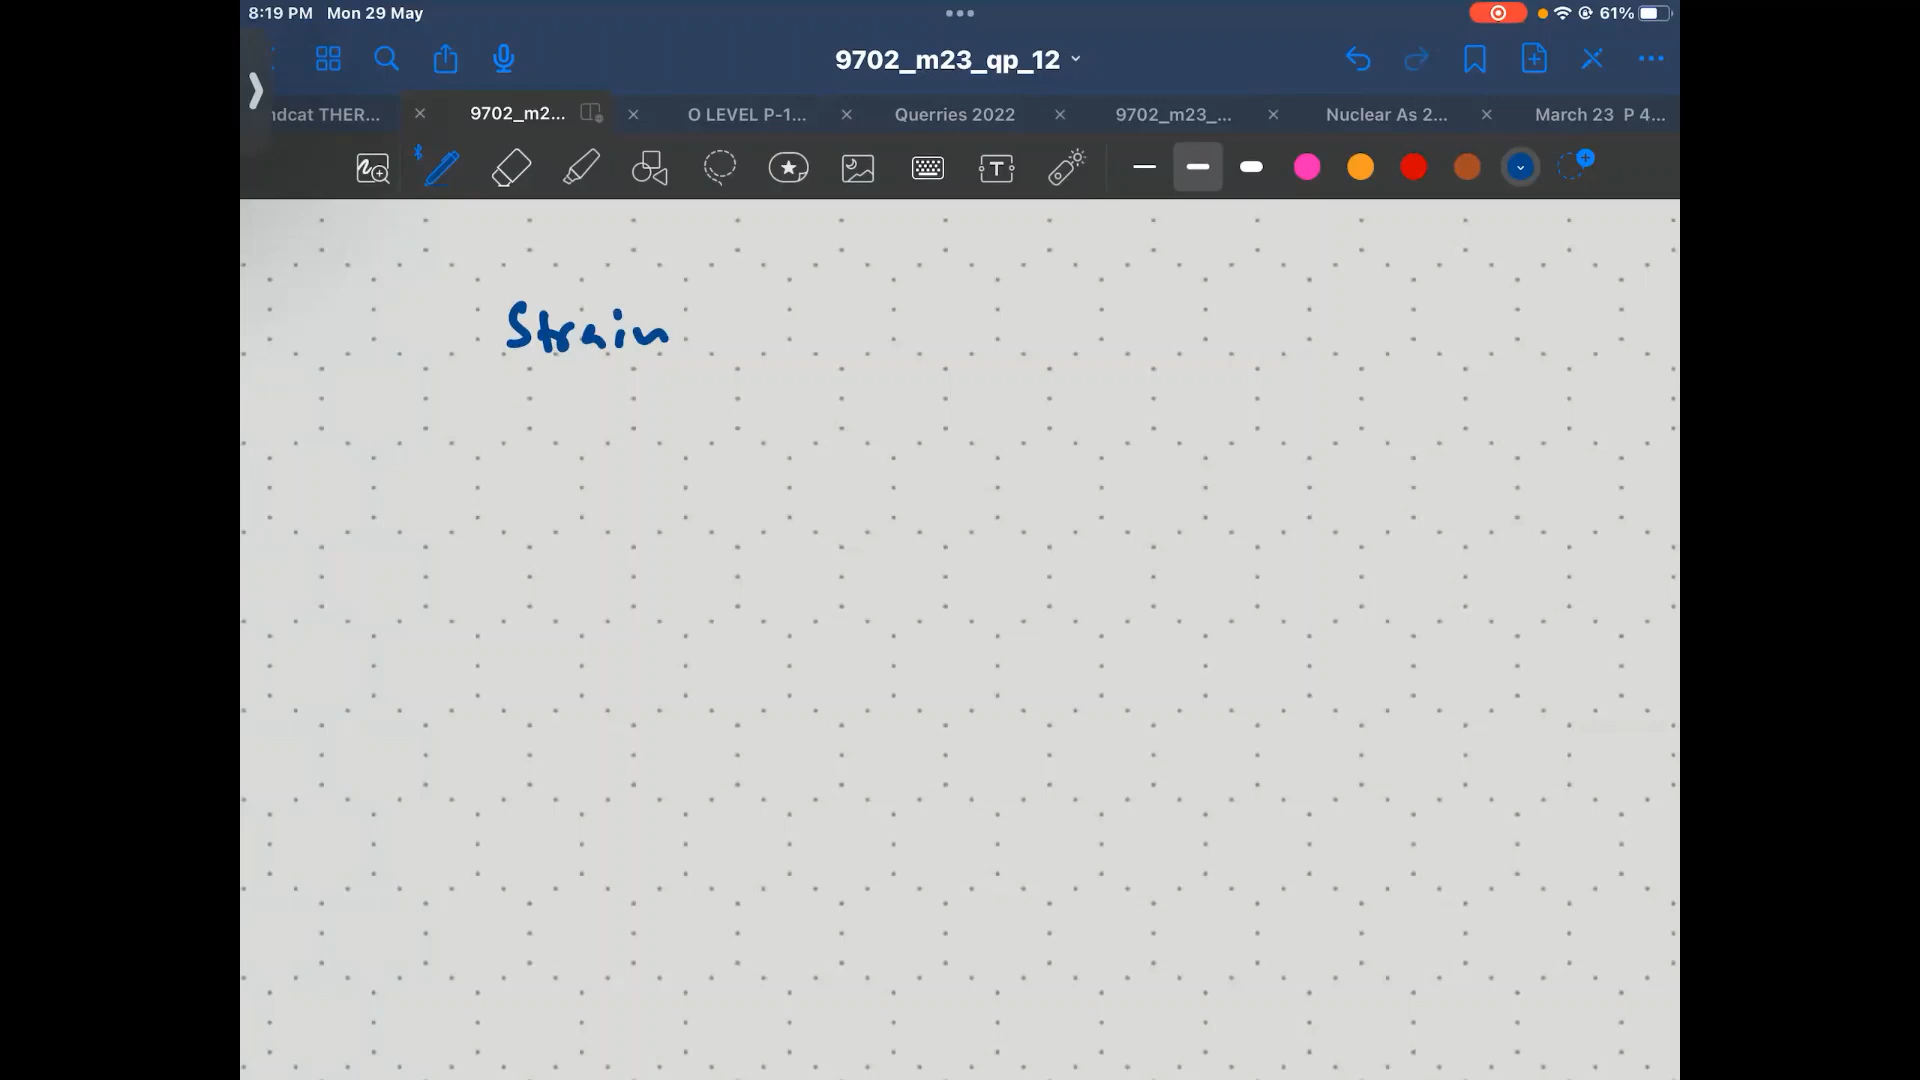 8:19 PM Mon 29 May
61%
9702_m23_qp_12
ndcat THER...
9702_m2...
O LEVEL P-1...
Querries 2022
9702_m23_...
Nuclear As 2...
March 23 P 4...
Strain